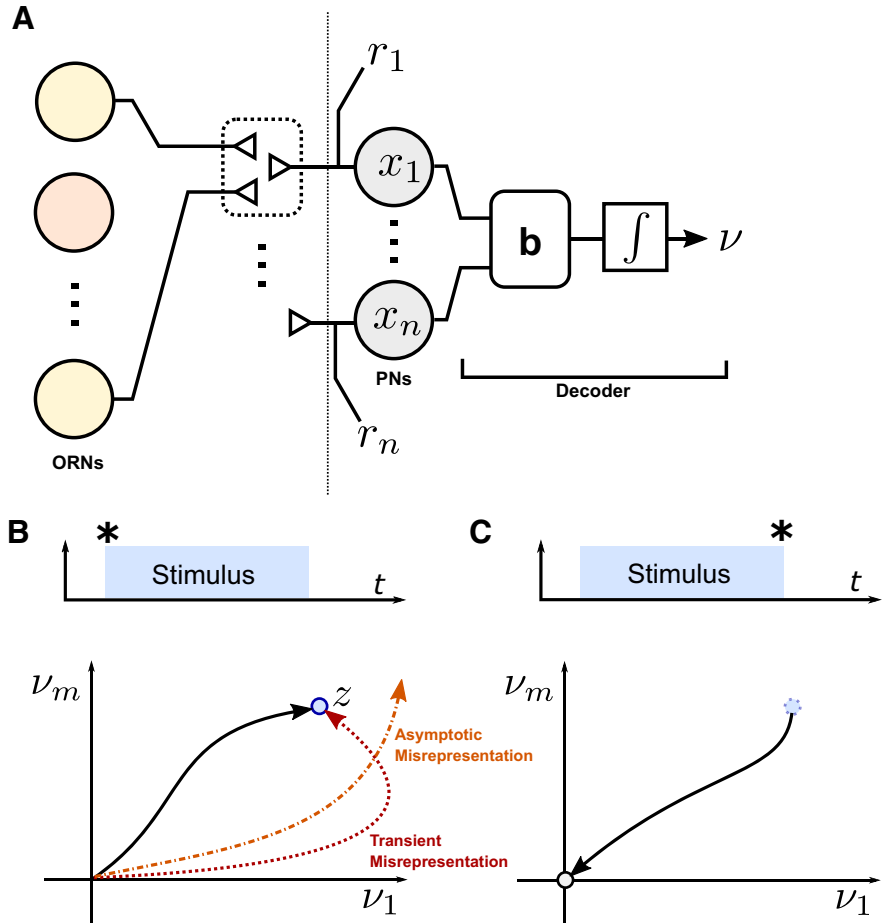 A
r₁
x₁
b
∫
ν
xₙ
PNs
Decoder
rₙ
ORNs
B
*
Stimulus
t
νₘ
z
Asymptotic
Misrepresentation
Transient
Misrepresentation
ν₁
C
*
Stimulus
t
νₘ
ν₁